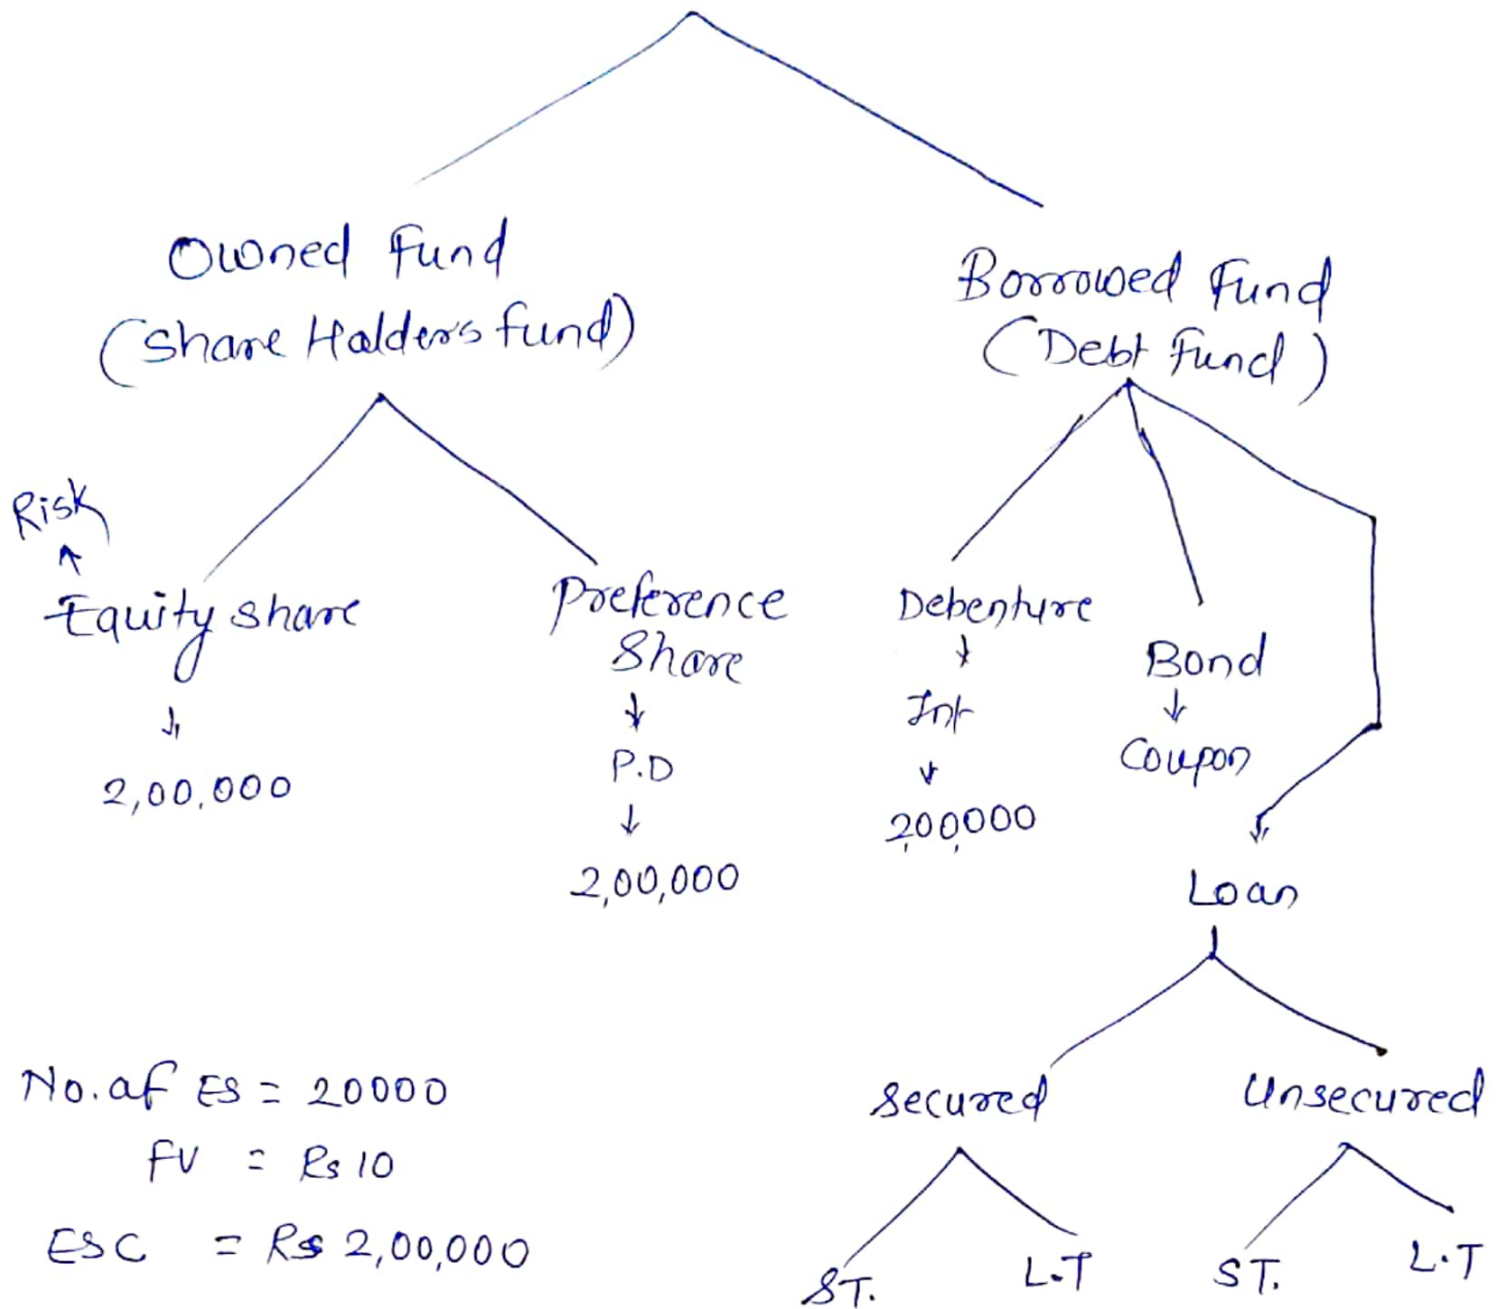 Owned Fund
(Share Halders fund)
Borrowed Fund
(Debt Fund)
Risk
Equity share
2,00,000
Preference
Share
P.D
2,00,000
Debenture
Int
200000
Bond
Coupon
Loan
Secured
Unsecured
ST.
L.T
ST.
L.T
No. of ES = 20000
FV = Rs 10
ESC = Rs 2,00,000